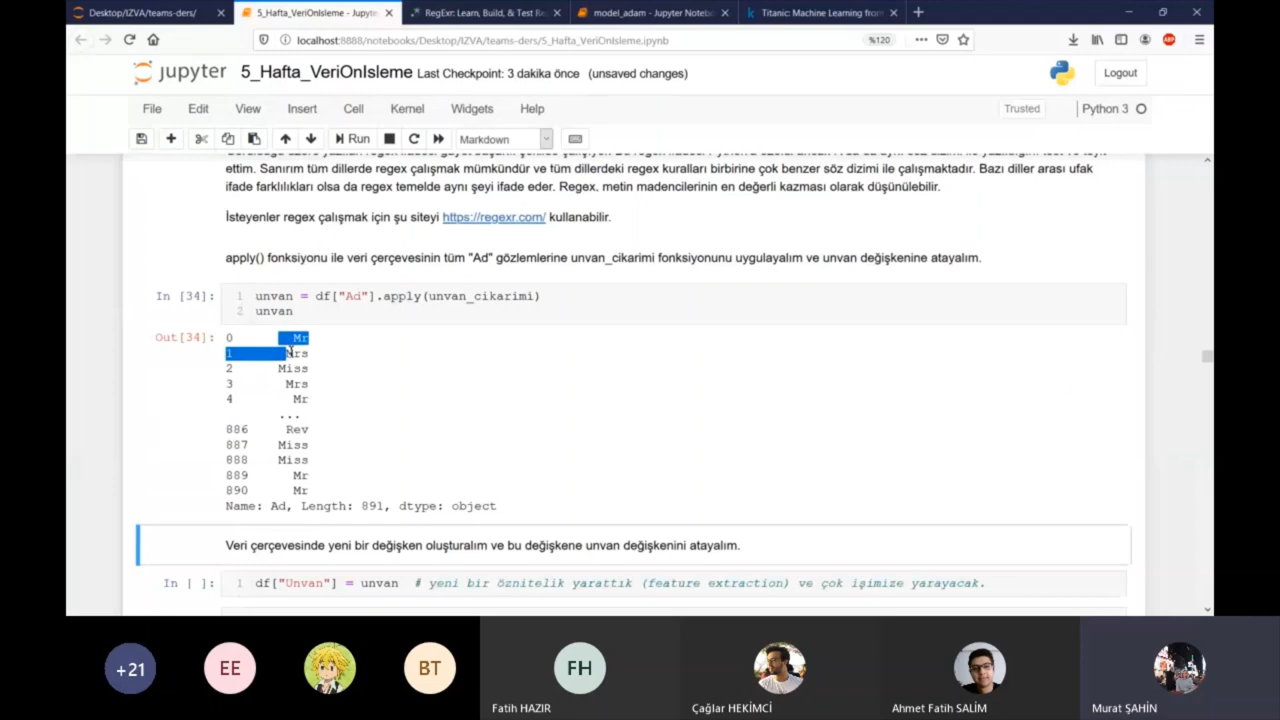 Desktop/IZVA/teams-ders/
5_Hafta_VeriOnIsleme - Jupyte
RegExr: Learn, Build, & Test Re
model_adam - Jupyter Notebo
Titanic: Machine Learning from
localhost:8888/notebooks/Desktop/IZVA/teams-ders/5_Hafta_VeriOnIsleme.ipynb
%120
ABP
jupyter 5_Hafta_VeriOnIsleme Last Checkpoint: 3 dakika önce (unsaved changes)
Logout
File Edit View Insert Cell Kernel Widgets Help
Trusted
Python 3
Run
Markdown
ettim. Sanırım tüm dillerde regex çalışmak mümkündür ve tüm dillerdeki regex kuralları birbirine çok benzer söz dizimi ile çalışmaktadır. Bazı diller arası ufak
ifade farklılıkları olsa da regex temelde aynı şeyi ifade eder. Regex, metin madencilerinin en değerli kazması olarak düşünülebilir.
İsteyenler regex çalışmak için şu siteyi https://regexr.com/ kullanabilir.
apply() fonksiyonu ile veri çerçevesinin tüm "Ad" gözlemlerine unvan_cikarimi fonksiyonunu uygulayalım ve unvan değişkenine atayalım.
In [34]:
1 unvan = df["Ad"].apply(unvan_cikarimi)
2 unvan
Out[34]:
0 Mr
1 Mrs
2 Miss
3 Mrs
4 Mr
...
886 Rev
887 Miss
888 Miss
889 Mr
890 Mr
Name: Ad, Length: 891, dtype: object
Veri çerçevesinde yeni bir değişken oluşturalım ve bu değişkene unvan değişkenini atayalım.
In [ ]:
1 df["Unvan"] = unvan # yeni bir öznitelik yarattık (feature extraction) ve çok işimize yarayacak.
+21
EE
BT
FH
Fatih HAZIR
Çağlar HEKİMCİ
Ahmet Fatih SALİM
Murat ŞAHİN